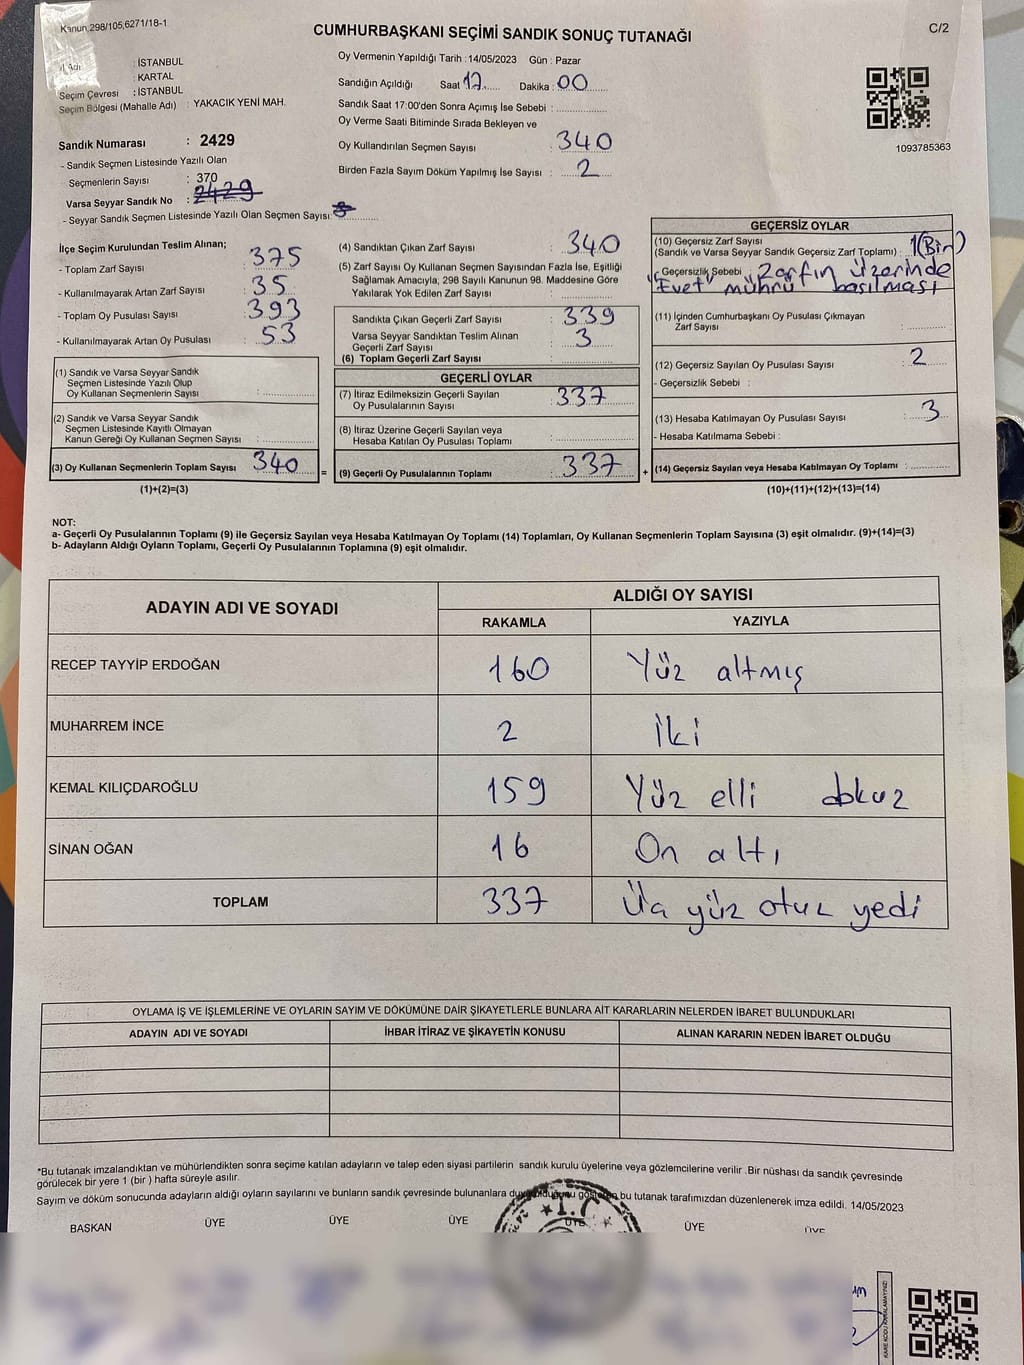 Kanun,298/105,6271/18-1
CUMHURBAŞKANI SEÇİMİ SANDIK SONUÇ TUTANAĞI
C/2
Adı : İSTANBUL
: KARTAL
Seçim Çevresi : İSTANBUL
Seçim Bölgesi (Mahalle Adı) : YAKACIK YENİ MAH.
Sandık Numarası : 2429
- Sandık Seçmen Listesinde Yazılı Olan
Seçmenlerin Sayısı : 370
Varsa Seyyar Sandık No : 2429
- Seyyar Sandık Seçmen Listesinde Yazılı Olan Seçmen Sayısı :
Oy Vermenin Yapıldığı Tarih : 14/05/2023 Gün : Pazar
Sandığın Açıldığı Saat 17 Dakika : 00
Sandık Saat 17:00'den Sonra Açımış İse Sebebi :
Oy Verme Saati Bitiminde Sırada Bekleyen ve
Oy Kullandırılan Seçmen Sayısı : 340
Birden Fazla Sayım Döküm Yapılmış İse Sayısı : 2
1093785363
İlçe Seçim Kurulundan Teslim Alınan;
- Toplam Zarf Sayısı : 375
- Kullanılmayarak Artan Zarf Sayısı : 35
- Toplam Oy Pusulası Sayısı : 393
- Kullanılmayarak Artan Oy Pusulası : 53
(1) Sandık ve Varsa Seyyar Sandık
Seçmen Listesinde Yazılı Olup
Oy Kullanan Seçmenlerin Sayısı :
(2) Sandık ve Varsa Seyyar Sandık
Seçmen Listesinde Kayıtlı Olmayan
Kanun Gereği Oy Kullanan Seçmen Sayısı :
(3) Oy Kullanan Seçmenlerin Toplam Sayısı : 340 =
(1)+(2)=(3)
(4) Sandıktan Çıkan Zarf Sayısı : 340
(5) Zarf Sayısı Oy Kullanan Seçmen Sayısından Fazla İse, Eşitliği
Sağlamak Amacıyla, 298 Sayılı Kanunun 98. Maddesine Göre
Yakılarak Yok Edilen Zarf Sayısı :
Sandıkta Çıkan Geçerli Zarf Sayısı : 339
Varsa Seyyar Sandıktan Teslim Alınan
Geçerli Zarf Sayısı : 3
(6) Toplam Geçerli Zarf Sayısı :
GEÇERLİ OYLAR
(7) İtiraz Edilmeksizin Geçerli Sayılan
Oy Pusulalarının Sayısı : 337
(8) İtiraz Üzerine Geçerli Sayılan veya
Hesaba Katılan Oy Pusulası Toplamı :
(9) Geçerli Oy Pusulalarının Toplamı : 337 +
GEÇERSİZ OYLAR
(10) Geçersiz Zarf Sayısı
(Sandık ve Varsa Seyyar Sandık Geçersiz Zarf Toplamı) : 1(Bir)
- Geçersizlik Sebebi : Zarfın Üzerinde
"Evet" mührü basılması
(11) İçinden Cumhurbaşkanı Oy Pusulası Çıkmayan
Zarf Sayısı :
(12) Geçersiz Sayılan Oy Pusulası Sayısı : 2
- Geçersizlik Sebebi :
(13) Hesaba Katılmayan Oy Pusulası Sayısı : 3
- Hesaba Katılmama Sebebi :
(14) Geçersiz Sayılan veya Hesaba Katılmayan Oy Toplamı :
(10)+(11)+(12)+(13)=(14)
NOT:
a- Geçerli Oy Pusulalarının Toplamı (9) ile Geçersiz Sayılan veya Hesaba Katılmayan Oy Toplamı (14) Toplamları, Oy Kullanan Seçmenlerin Toplam Sayısına (3) eşit olmalıdır. (9)+(14)=(3)
b- Adayların Aldığı Oyların Toplamı, Geçerli Oy Pusulalarının Toplamına (9) eşit olmalıdır.
ADAYIN ADI VE SOYADI
ALDIĞI OY SAYISI
RAKAMLA YAZIYLA
RECEP TAYYİP ERDOĞAN 160 Yüz altmış
MUHARREM İNCE 2 İki
KEMAL KILIÇDAROĞLU 159 Yüz elli dokuz
SİNAN OĞAN 16 On altı
TOPLAM 337 Üç yüz otuz yedi
OYLAMA İŞ VE İŞLEMLERİNE VE OYLARIN SAYIM VE DÖKÜMÜNE DAİR ŞİKAYETLERLE BUNLARA AİT KARARLARIN NELERDEN İBARET BULUNDUKLARI
ADAYIN ADI VE SOYADI İHBAR İTİRAZ VE ŞİKAYETİN KONUSU ALINAN KARARIN NEDEN İBARET OLDUĞU
*Bu tutanak imzalandıktan ve mühürlendikten sonra seçime katılan adayların ve talep eden siyasi partilerin sandık kurulu üyelerine veya gözlemcilerine verilir .Bir nüshası da sandık çevresinde
görülecek bir yere 1 (bir ) hafta süreyle asılır.
Sayım ve döküm sonucunda adayların aldığı oyların sayılarını ve bunların sandık çevresinde bulunanlara duyurulduğunu gösteren bu tutanak tarafımızdan düzenlenerek imza edildi. 14/05/2023
BAŞKAN ÜYE ÜYE ÜYE ÜYE ÜYE ÜYE
T.C.